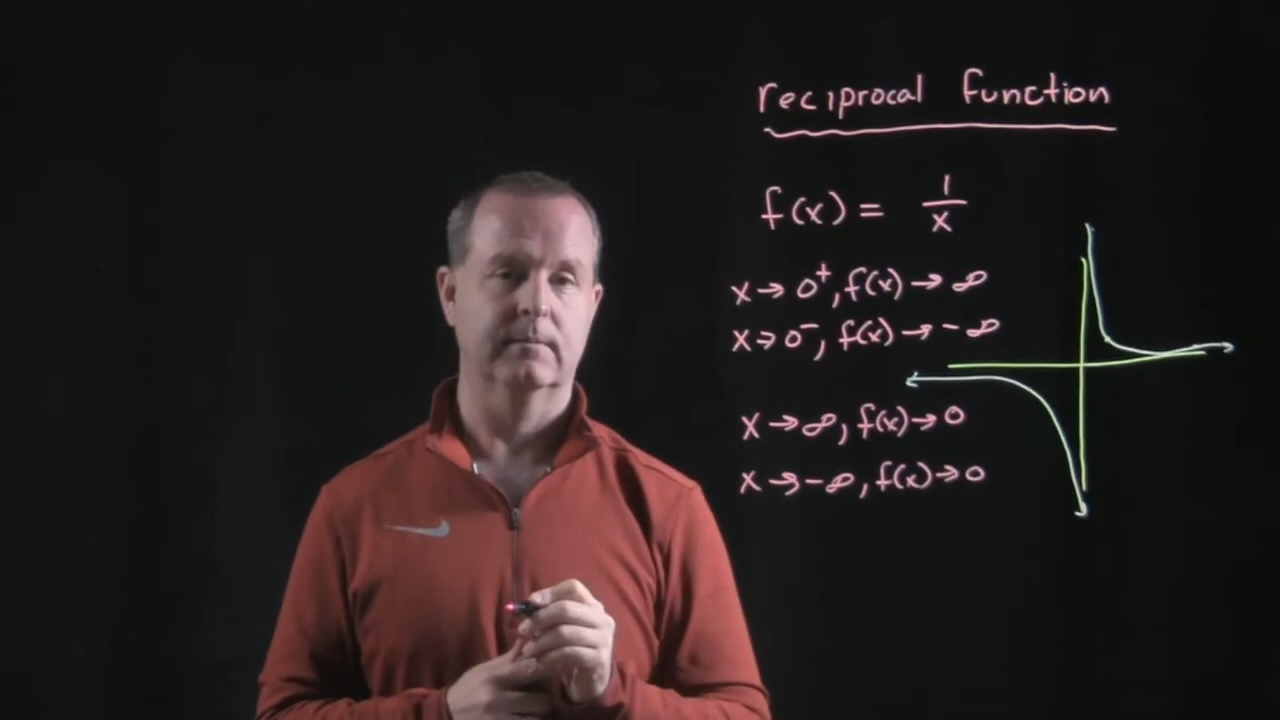 reciprocal function
f(x) = 1/x
x → 0⁺, f(x) → ∞
x → 0⁻, f(x) → -∞
x → ∞, f(x) → 0
x → -∞, f(x) → 0